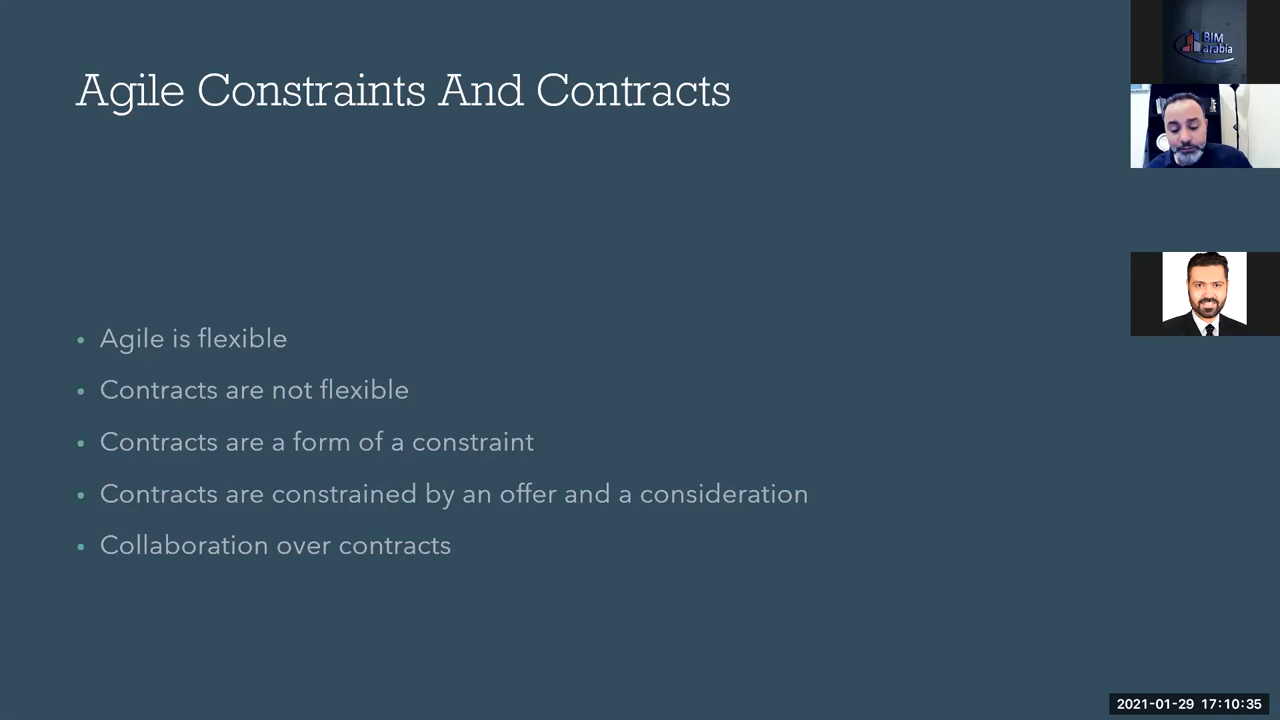 Agile Constraints And Contracts
BIM
arabia
• Agile is flexible
• Contracts are not flexible
• Contracts are a form of a constraint
• Contracts are constrained by an offer and a consideration
• Collaboration over contracts
2021-01-29 17:10:35